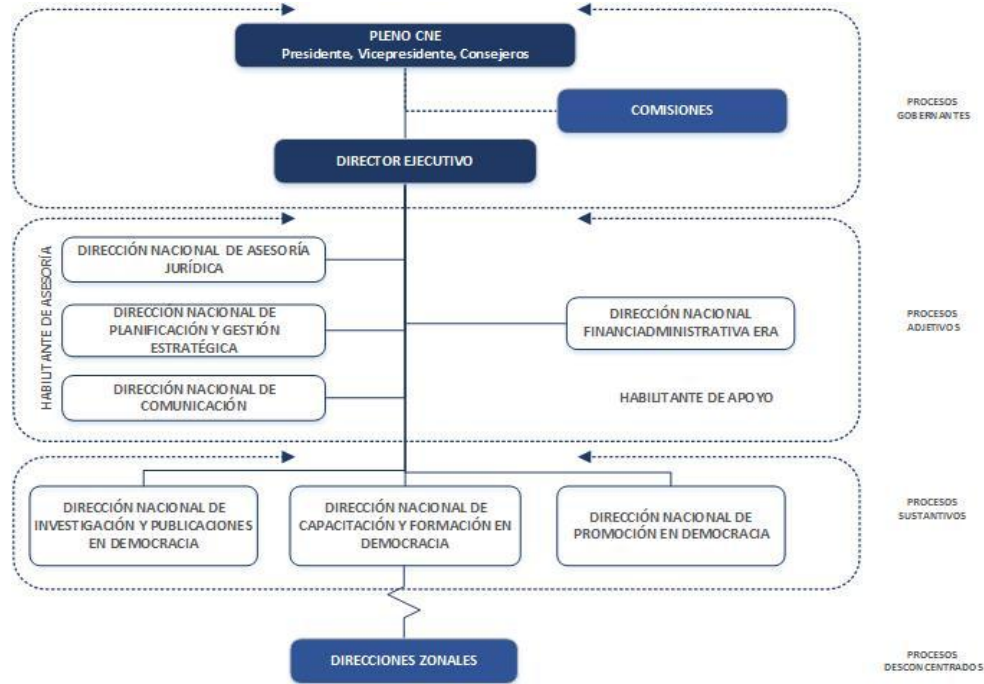 PLENO CNE
Presidente, Vicepresidente, Consejeros
COMISIONES
PROCESOS
GOBERNANTES
DIRECTOR EJECUTIVO
HABILITANTE DE ASESORÍA
DIRECCIÓN NACIONAL DE ASESORÍA
JURÍDICA
DIRECCIÓN NACIONAL DE
PLANIFICACIÓN Y GESTIÓN
ESTRATÉGICA
DIRECCIÓN NACIONAL DE
COMUNICACIÓN
DIRECCIÓN NACIONAL
FINANCIADMINISTRATIVA ERA
HABILITANTE DE APOYO
PROCESOS
ADJETIVOS
DIRECCIÓN NACIONAL DE
INVESTIGACIÓN Y PUBLICACIONES
EN DEMOCRACIA
DIRECCIÓN NACIONAL DE
CAPACITACIÓN Y FORMACIÓN EN
DEMOCRACIA
DIRECCIÓN NACIONAL DE
PROMOCIÓN EN DEMOCRACIA
PROCESOS
SUSTANTIVOS
DIRECCIONES ZONALES
PROCESOS
DESCONCENTRADOS